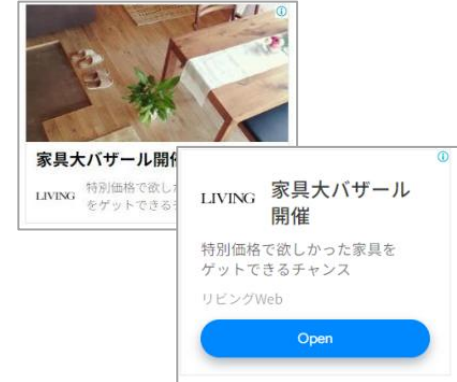 家具大バザール開
LIVING
特別価格で欲し
をゲットできる
LIVING
家具大バザール
開催
特別価格で欲しかった家具を
ゲットできるチャンス
リビングWeb
Open